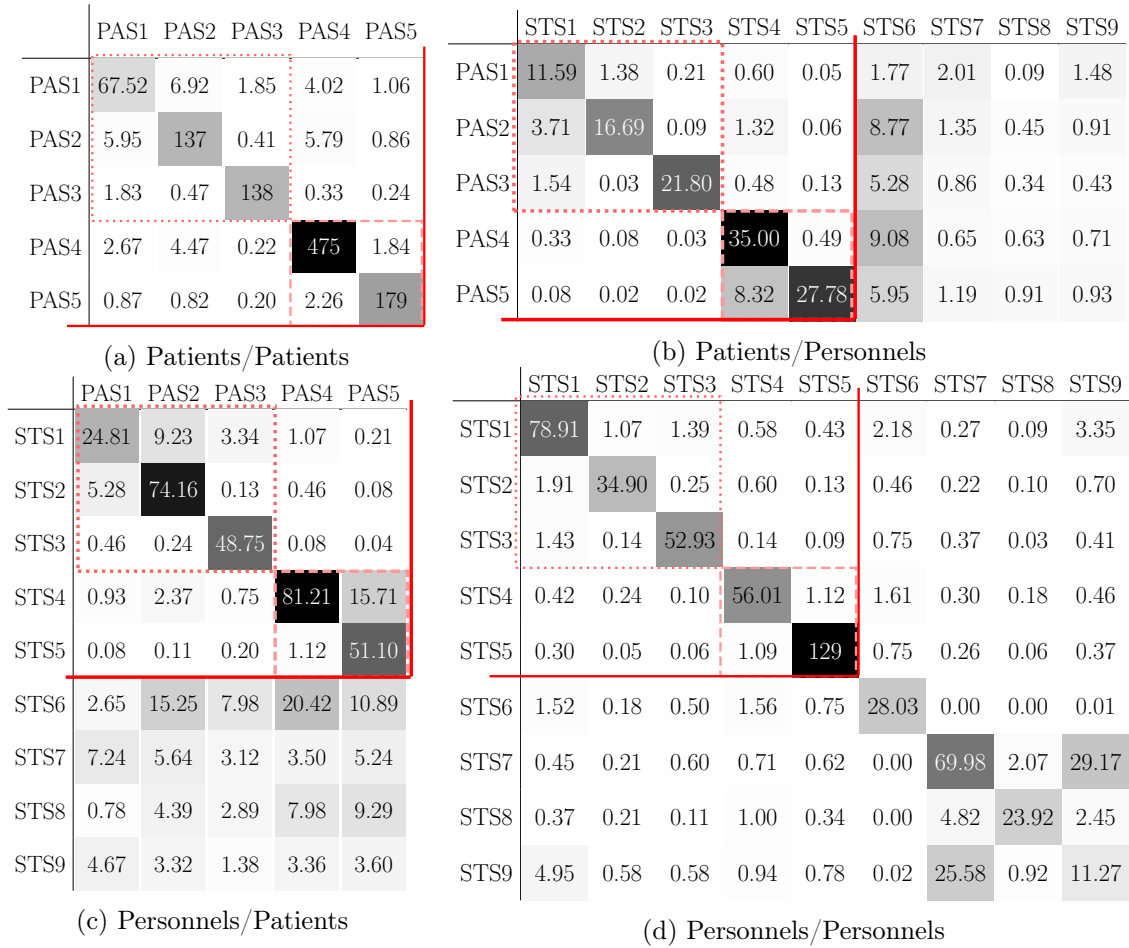 PAS1 PAS2 PAS3 PAS4 PAS5
PAS1 67.52 6.92 1.85 4.02 1.06
PAS2 5.95 137 0.41 5.79 0.86
PAS3 1.83 0.47 138 0.33 0.24
PAS4 2.67 4.47 0.22 475 1.84
PAS5 0.87 0.82 0.20 2.26 179
(a) Patients/Patients
STS1 STS2 STS3 STS4 STS5 STS6 STS7 STS8 STS9
PAS1 11.59 1.38 0.21 0.60 0.05 1.77 2.01 0.09 1.48
PAS2 3.71 16.69 0.09 1.32 0.06 8.77 1.35 0.45 0.91
PAS3 1.54 0.03 21.80 0.48 0.13 5.28 0.86 0.34 0.43
PAS4 0.33 0.08 0.03 35.00 0.49 9.08 0.65 0.63 0.71
PAS5 0.08 0.02 0.02 8.32 27.78 5.95 1.19 0.91 0.93
(b) Patients/Personnels
PAS1 PAS2 PAS3 PAS4 PAS5
STS1 24.81 9.23 3.34 1.07 0.21
STS2 5.28 74.16 0.13 0.46 0.08
STS3 0.46 0.24 48.75 0.08 0.04
STS4 0.93 2.37 0.75 81.21 15.71
STS5 0.08 0.11 0.20 1.12 51.10
STS6 2.65 15.25 7.98 20.42 10.89
STS7 7.24 5.64 3.12 3.50 5.24
STS8 0.78 4.39 2.89 7.98 9.29
STS9 4.67 3.32 1.38 3.36 3.60
(c) Personnels/Patients
STS1 STS2 STS3 STS4 STS5 STS6 STS7 STS8 STS9
STS1 78.91 1.07 1.39 0.58 0.43 2.18 0.27 0.09 3.35
STS2 1.91 34.90 0.25 0.60 0.13 0.46 0.22 0.10 0.70
STS3 1.43 0.14 52.93 0.14 0.09 0.75 0.37 0.03 0.41
STS4 0.42 0.24 0.10 56.01 1.12 1.61 0.30 0.18 0.46
STS5 0.30 0.05 0.06 1.09 129 0.75 0.26 0.06 0.37
STS6 1.52 0.18 0.50 1.56 0.75 28.03 0.00 0.00 0.01
STS7 0.45 0.21 0.60 0.71 0.62 0.00 69.98 2.07 29.17
STS8 0.37 0.21 0.11 1.00 0.34 0.00 4.82 23.92 2.45
STS9 4.95 0.58 0.58 0.94 0.78 0.02 25.58 0.92 11.27
(d) Personnels/Personnels